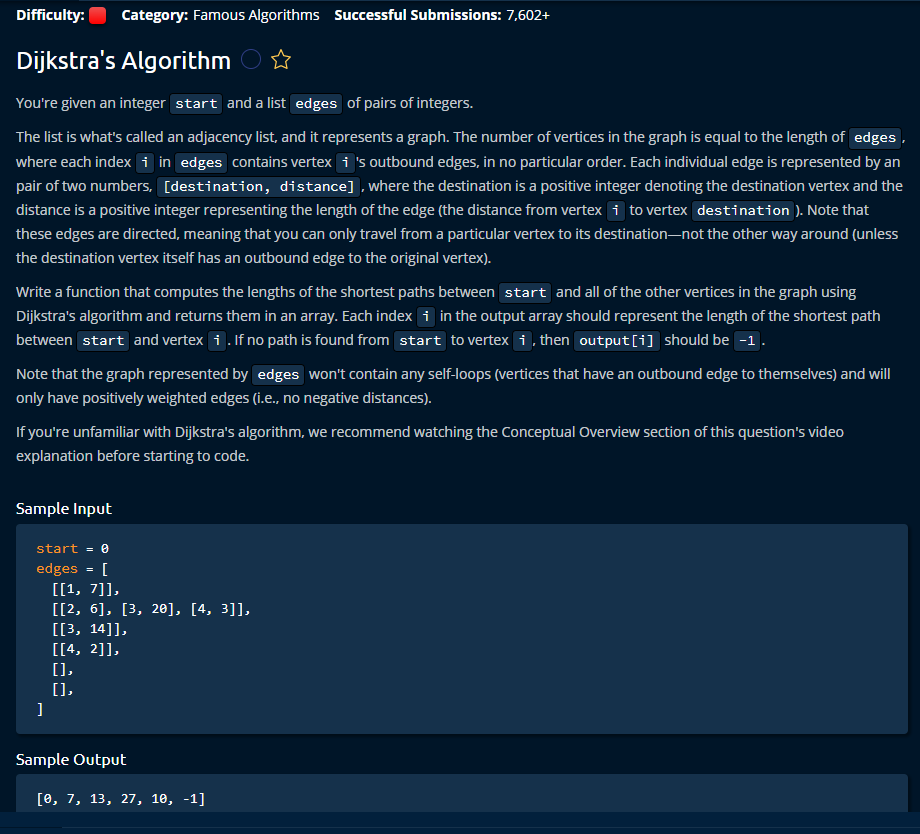 Difficulty: Category: Famous Algorithms Successful Submissions: 7,602+
Dijkstra's Algorithm
You're given an integer start and a list edges of pairs of integers.
The list is what's called an adjacency list, and it represents a graph. The number of vertices in the graph is equal to the length of edges ,
where each index i in edges contains vertex i 's outbound edges, in no particular order. Each individual edge is represented by an
pair of two numbers, [destination, distance] , where the destination is a positive integer denoting the destination vertex and the
distance is a positive integer representing the length of the edge (the distance from vertex i to vertex destination ). Note that
these edges are directed, meaning that you can only travel from a particular vertex to its destination—not the other way around (unless
the destination vertex itself has an outbound edge to the original vertex).
Write a function that computes the lengths of the shortest paths between start and all of the other vertices in the graph using
Dijkstra's algorithm and returns them in an array. Each index i in the output array should represent the length of the shortest path
between start and vertex i . If no path is found from start to vertex i , then output[i] should be -1 .
Note that the graph represented by edges won't contain any self-loops (vertices that have an outbound edge to themselves) and will
only have positively weighted edges (i.e., no negative distances).
If you're unfamiliar with Dijkstra's algorithm, we recommend watching the Conceptual Overview section of this question's video
explanation before starting to code.
Sample Input
start = 0
edges = [
[[1, 7]],
[[2, 6], [3, 20], [4, 3]],
[[3, 14]],
[[4, 2]],
[],
[],
]
Sample Output
[0, 7, 13, 27, 10, -1]